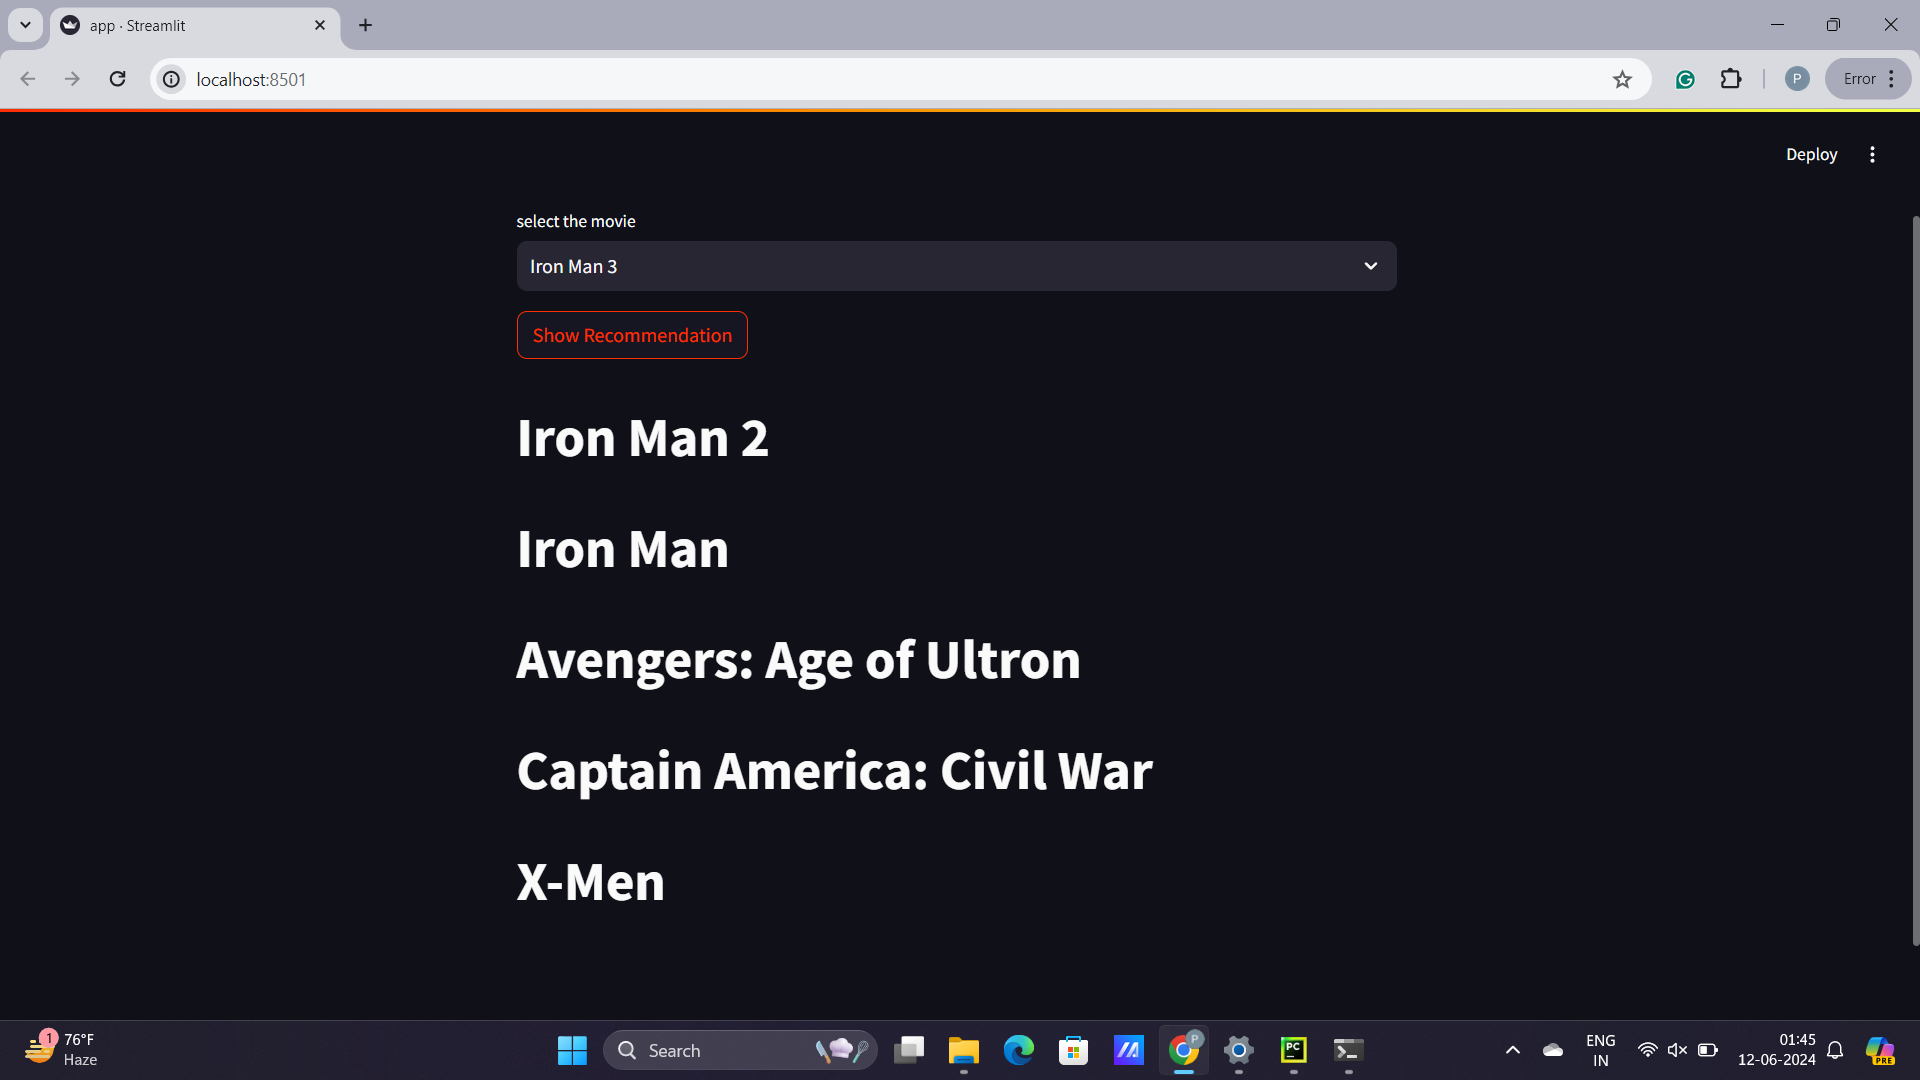 app · Streamlit
localhost:8501
P
Error
Deploy
select the movie
Iron Man 3
Show Recommendation
Iron Man 2
Iron Man
Avengers: Age of Ultron
Captain America: Civil War
X-Men
1
76°F
Haze
Search
P
PC
ENG
IN
01:45
12-06-2024
PRE